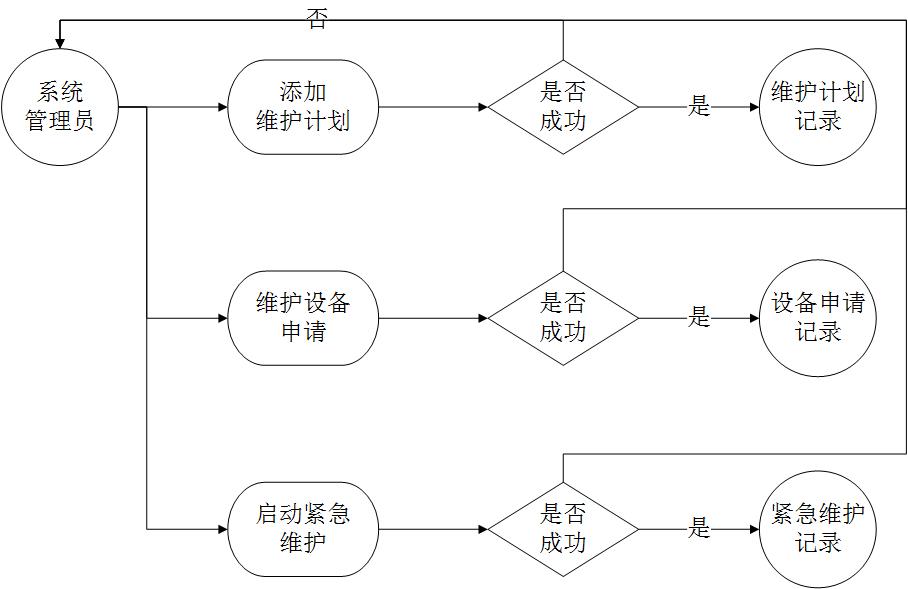 否
系统
管理员
添加
维护计划
是否
成功
是
维护计划
记录
维护设备
申请
是否
成功
是
设备申请
记录
启动紧急
维护
是否
成功
是
紧急维护
记录